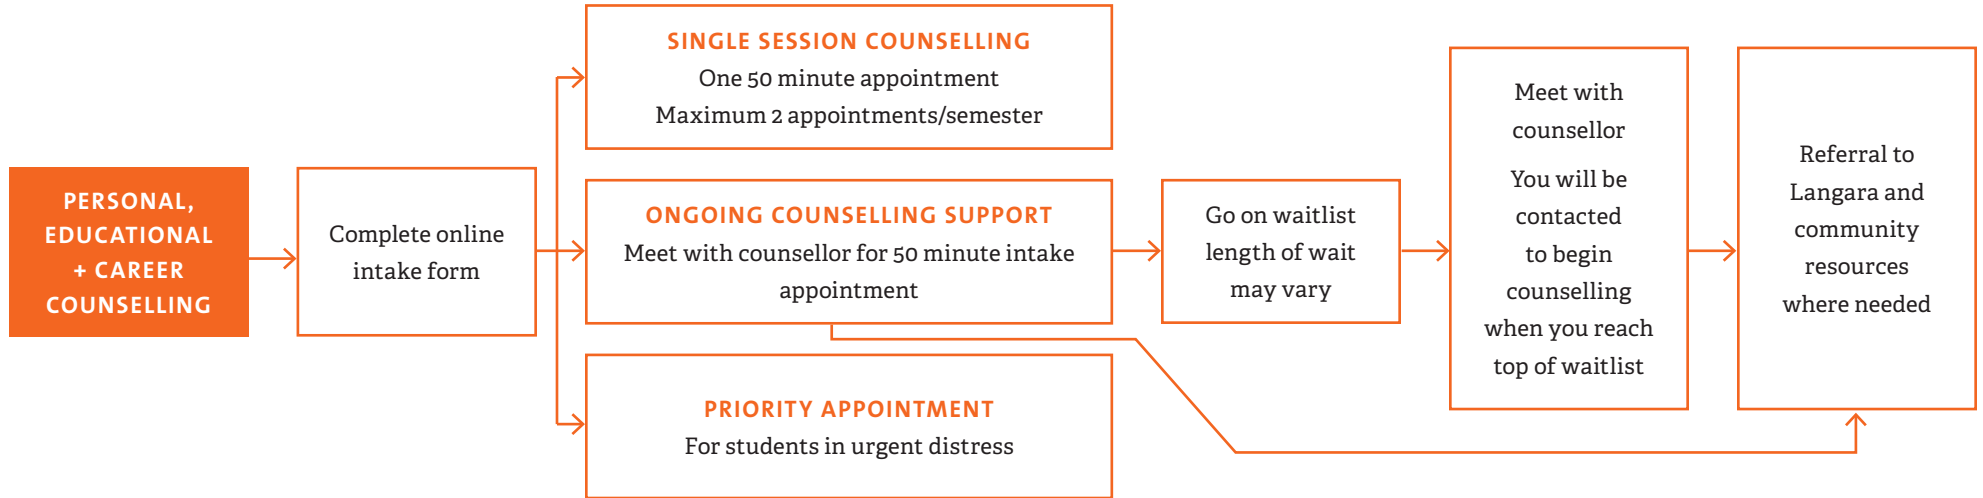 PERSONAL,
EDUCATIONAL
+ CAREER
COUNSELLING
Complete online
intake form
SINGLE SESSION COUNSELLING
One 50 minute appointment
Maximum 2 appointments/semester
ONGOING COUNSELLING SUPPORT
Meet with counsellor for 50 minute intake
appointment
PRIORITY APPOINTMENT
For students in urgent distress
Go on waitlist
length of wait
may vary
Meet with
counsellor
You will be
contacted
to begin
counselling
when you reach
top of waitlist
Referral to
Langara and
community
resources
where needed